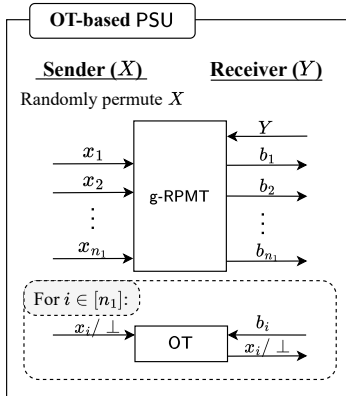 OT-based PSU
Sender (X) Receiver (Y)
Randomly permute X
Y
x₁ b₁
x₂ g-RPMT b₂
⋮ ⋮
xₙ₁ bₙ₁
For i ∈ [n₁]:
xᵢ/ ⊥ OT bᵢ
xᵢ/ ⊥